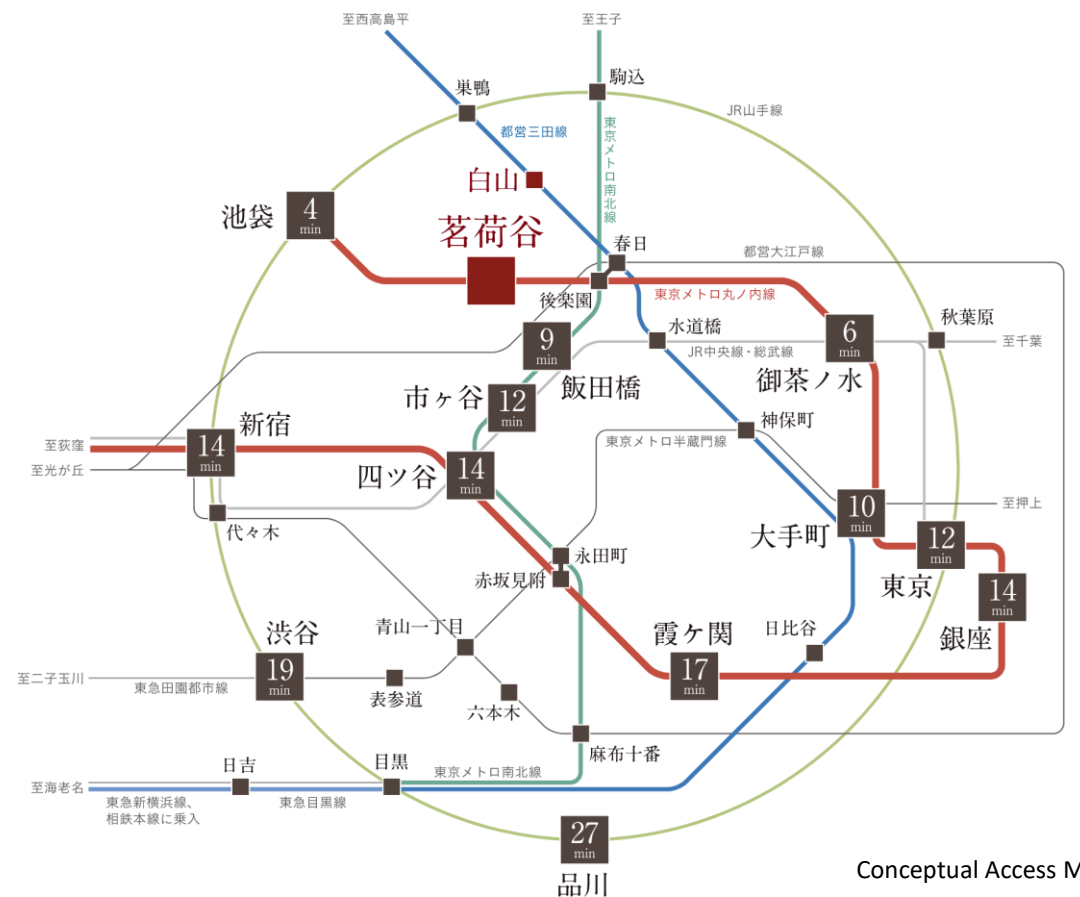 至西高島平
至王子
巣鴨
駒込
JR山手線
都営三田線
東京メトロ南北線
白山
池袋
4
min
茗荷谷
春日
都営大江戸線
後楽園
東京メトロ丸ノ内線
水道橋
秋葉原
9
min
飯田橋
JR中央線・総武線
6
min
御茶ノ水
至千葉
市ヶ谷
12
min
新宿
14
min
至荻窪
至光が丘
四ツ谷
14
min
東京メトロ半蔵門線
神保町
代々木
大手町
10
min
至押上
永田町
赤坂見附
12
min
東京
14
min
銀座
渋谷
19
min
青山一丁目
霞ケ関
17
min
日比谷
至二子玉川
東急田園都市線
表参道
六本木
麻布十番
日吉
目黒
東京メトロ南北線
至海老名
東急新横浜線、
相鉄本線に乗入
東急目黒線
27
min
品川
Conceptual Access M